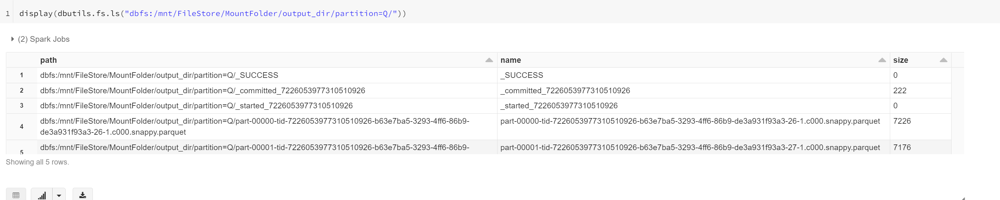 1 display(dbutils.fs.ls("dbfs:/mnt/FileStore/MountFolder/output_dir/partition=Q/"))
(2) Spark Jobs
path name size
1 dbfs:/mnt/FileStore/MountFolder/output_dir/partition=Q/_SUCCESS _SUCCESS 0
2 dbfs:/mnt/FileStore/MountFolder/output_dir/partition=Q/_committed_7226053977310510926 _committed_7226053977310510926 222
3 dbfs:/mnt/FileStore/MountFolder/output_dir/partition=Q/_started_7226053977310510926 _started_7226053977310510926 0
4 dbfs:/mnt/FileStore/MountFolder/output_dir/partition=Q/part-00000-tid-7226053977310510926-b63e7ba5-3293-4ff6-86b9- part-00000-tid-7226053977310510926-b63e7ba5-3293-4ff6-86b9-de3a931f93a3-26-1.c000.snappy.parquet 7226
de3a931f93a3-26-1.c000.snappy.parquet
5 dbfs:/mnt/FileStore/MountFolder/output_dir/partition=Q/part-00001-tid-7226053977310510926-b63e7ba5-3293-4ff6-86b9- part-00001-tid-7226053977310510926-b63e7ba5-3293-4ff6-86b9-de3a931f93a3-27-1.c000.snappy.parquet 7176
Showing all 5 rows.